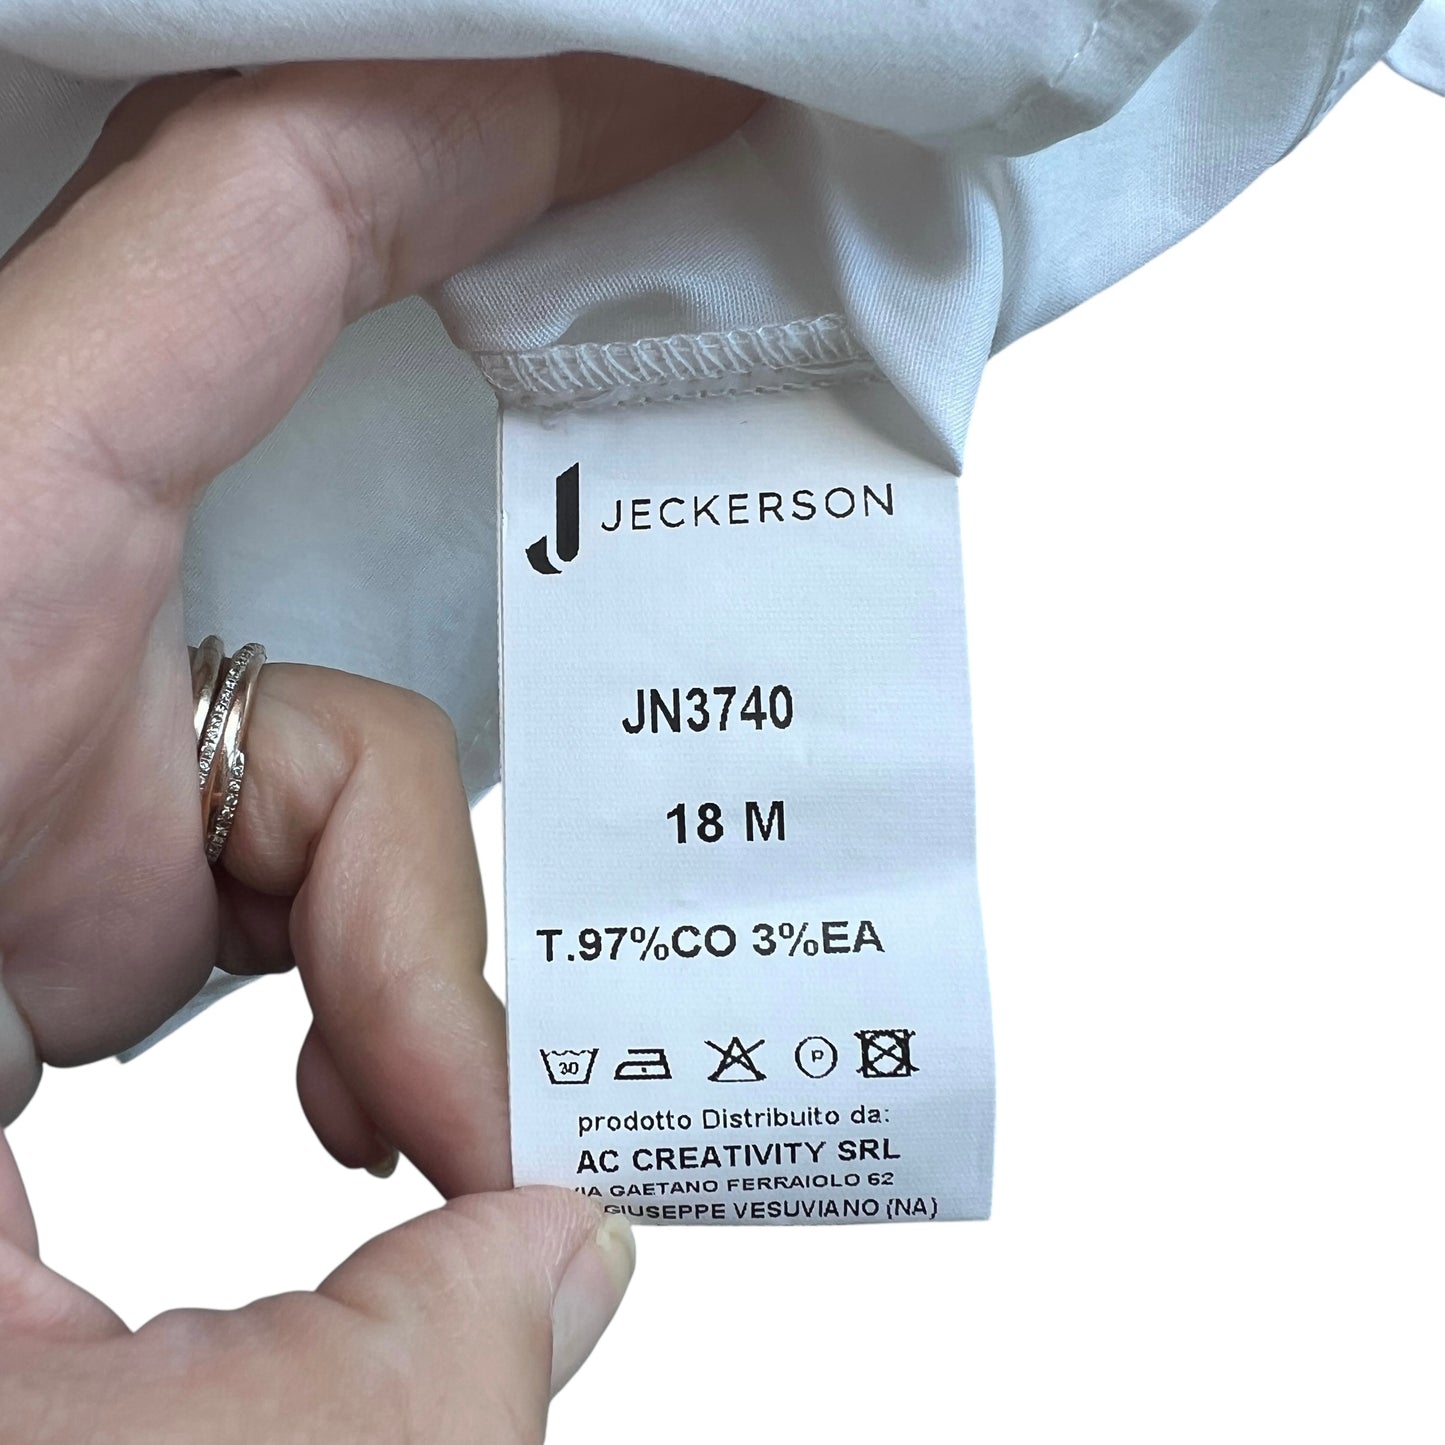 JECKERSON
JN3740
18 M
T.97%CO 3%EA
30 P
prodotto Distribuito da:
AC CREATIVITY SRL
GAETANO FERRAIOLO 62
GIUSEPPE VESUVIANO (NA)